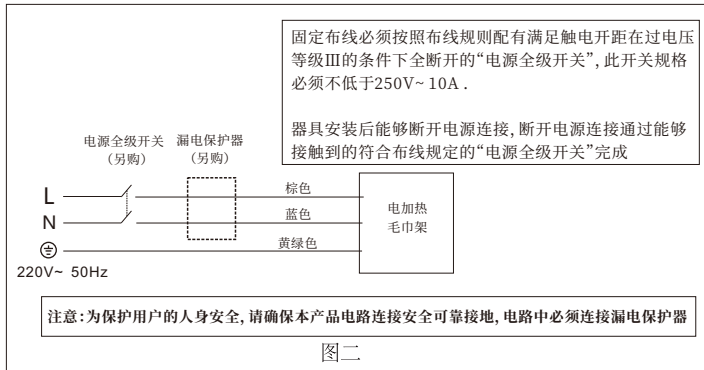 固定布线必须按照布线规则配有满足触电开距在过电压
等级Ⅲ的条件下全断开的“电源全级开关”, 此开关规格
必须不低于250V~ 10A .
器具安装后能够断开电源连接, 断开电源连接通过能够
接触到的符合布线规定的“电源全级开关”完成
电源全级开关
(另购)
漏电保护器
(另购)
L
棕色
N
蓝色
黄绿色
220V~ 50Hz
电加热
毛巾架
注意:为保护用户的人身安全, 请确保本产品电路连接安全可靠接地, 电路中必须连接漏电保护器
图二